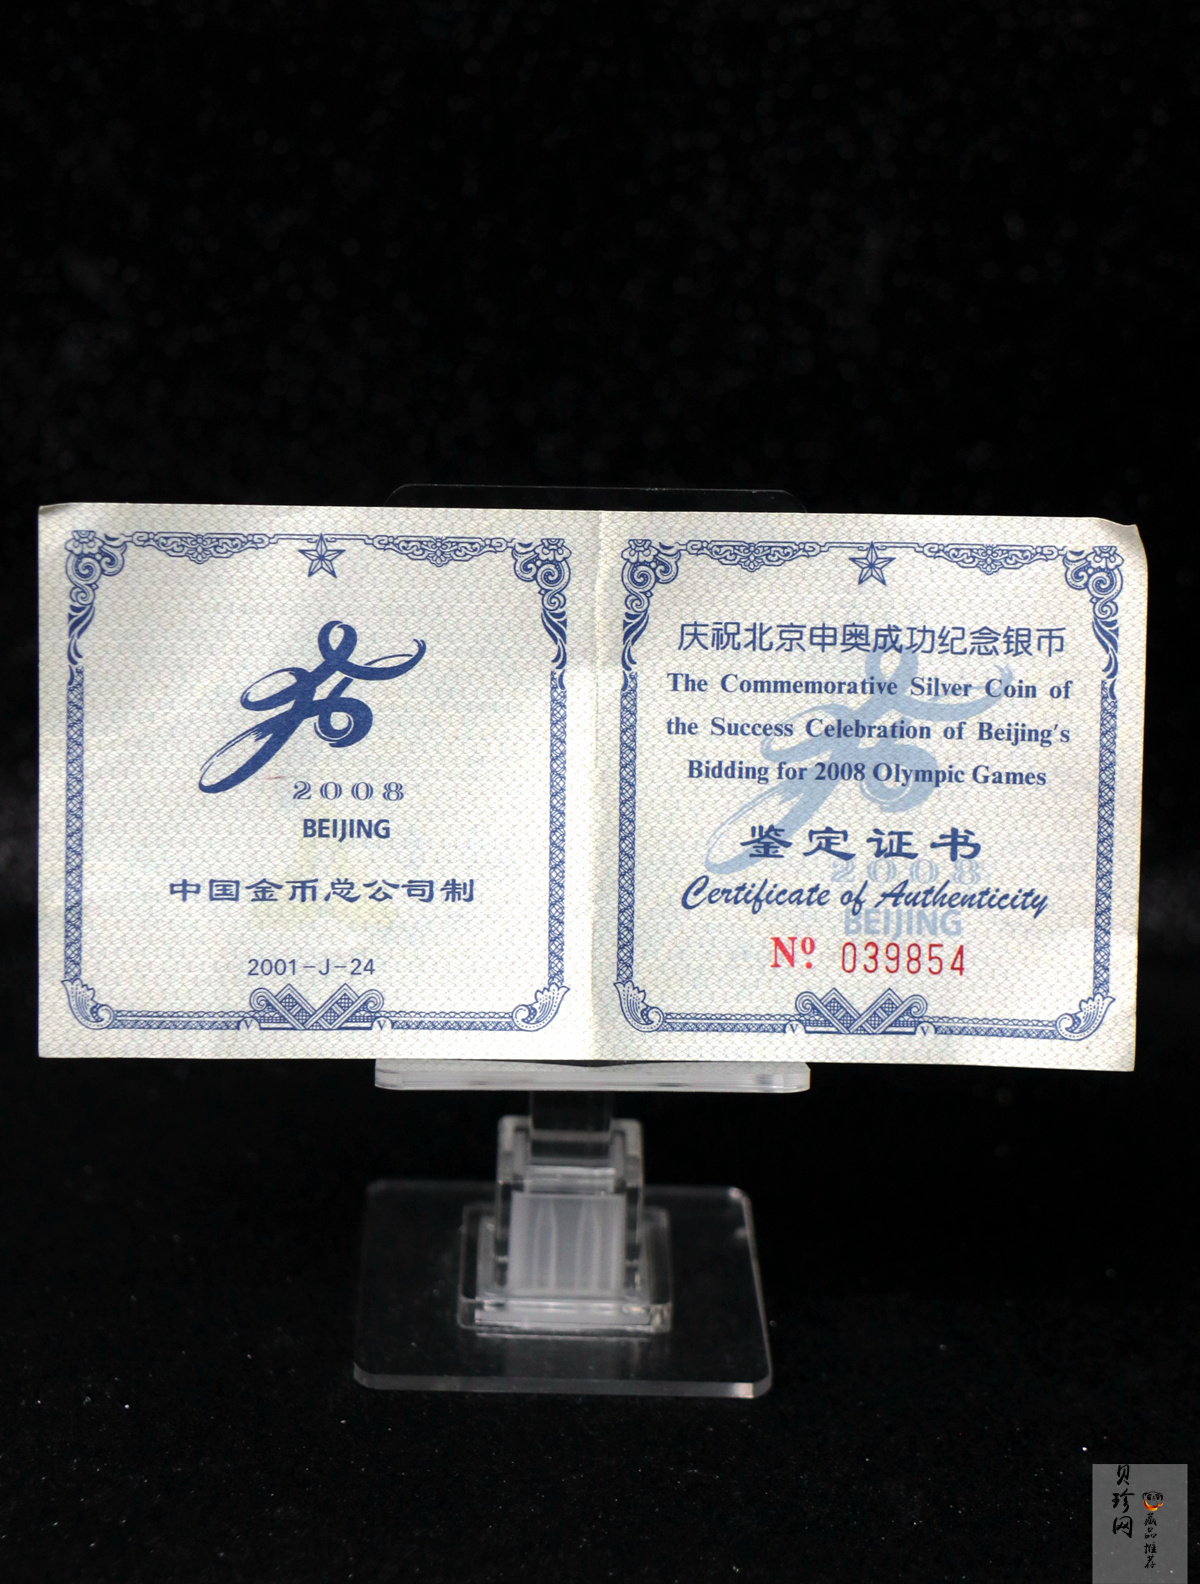 2008
BEIJING
中国金币总公司制
2001-J-24
庆祝北京申奥成功纪念银币
The Commemorative Silver Coin of
the Success Celebration of Beijing's
Bidding for 2008 Olympic Games
鉴定证书
2008
Certificate of Authenticity
BEIJING
Nº. 039854
贝珍网
藏品推荐